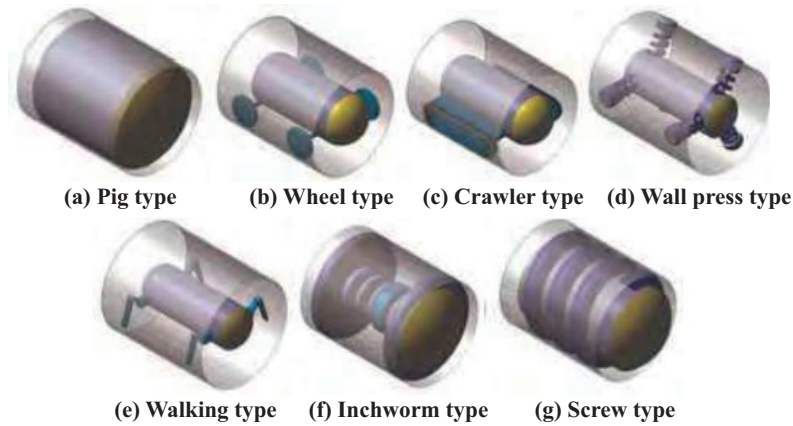 (a) Pig type (b) Wheel type (c) Crawler type (d) Wall press type
(e) Walking type (f) Inchworm type (g) Screw type